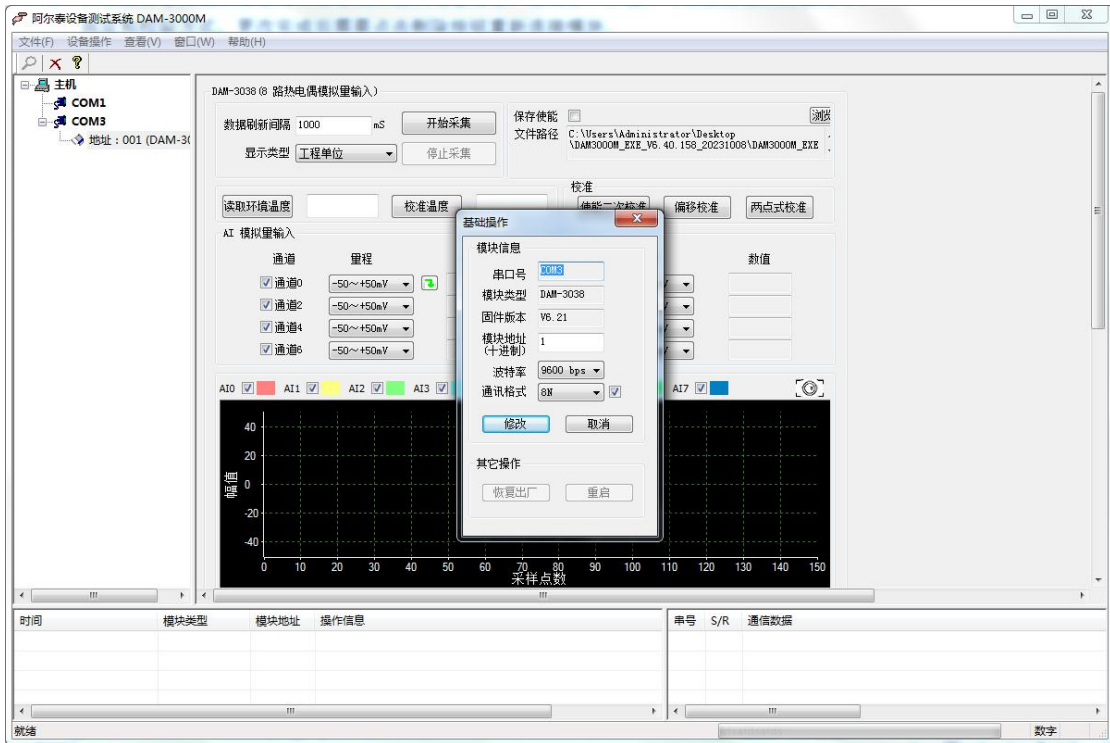 阿尔泰设备测试系统 DAM-3000M
文件(F) 设备操作 查看(V) 窗口(W) 帮助(H)
主机
COM1
COM3
地址：001 (DAM-30
DAM-3038(8 路热电偶模拟量输入)
数据刷新间隔 1000 mS 开始采集
显示类型 工程单位 停止采集
保存使能
文件路径 C:\Users\Administrator\Desktop
\DAM3000M_EXE_V6.40.158_20231008\DAM3000M_EXE
读取环境温度 校准温度
校准
使能二次校准 偏移校准 两点式校准
AI 模拟量输入
通道 量程 数值
通道0 -50～+50mV
通道2 -50～+50mV
通道4 -50～+50mV
通道6 -50～+50mV
AI0 AI1 AI2 AI3 AI7
幅值
40
20
0
-20
-40
0 10 20 30 40 50 60 70 80 90 100 110 120 130 140 150
采样点数
基础操作
模块信息
串口号 COM3
模块类型 DAM-3038
固件版本 V6.21
模块地址 1
(十进制)
波特率 9600 bps
通讯格式 8N
修改 取消
其它操作
恢复出厂 重启
时间 模块类型 模块地址 操作信息
串号 S/R 通信数据
就绪
数字